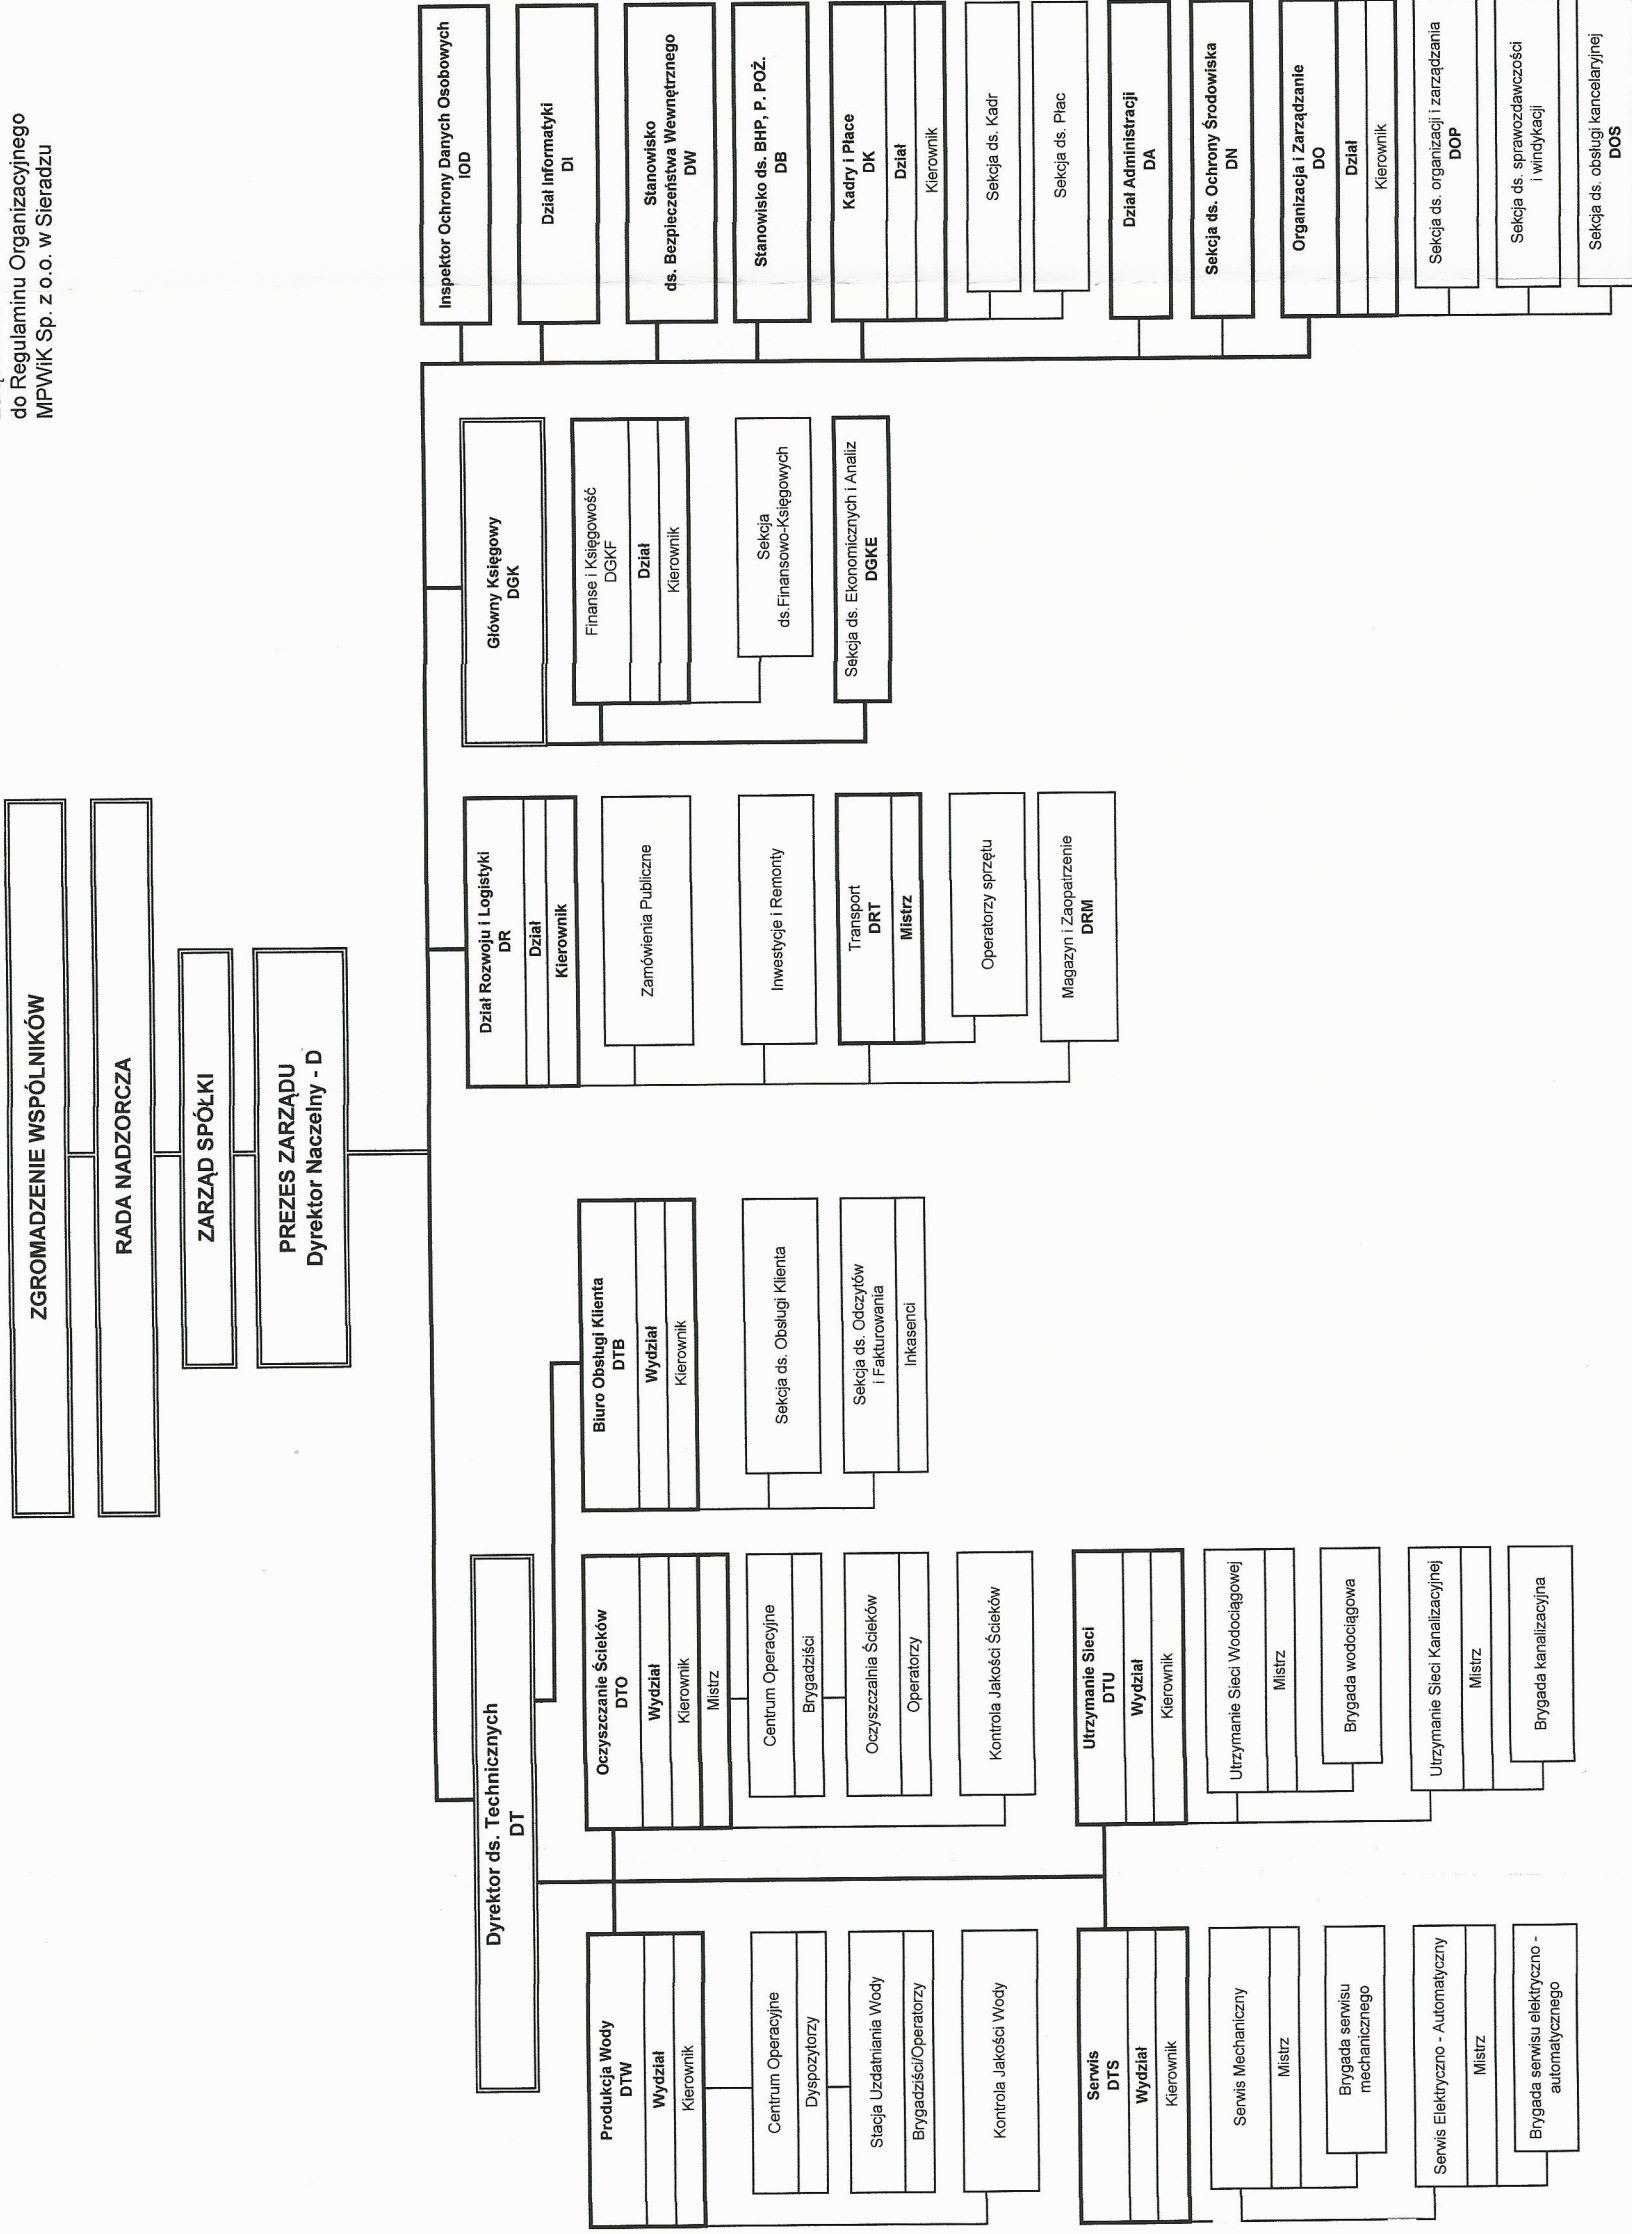 do Regulaminu Organizacyjnego
MPWiK Sp. z o.o. w Sieradzu
ZGROMADZENIE WSPÓLNIKÓW
RADA NADZORCZA
ZARZĄD SPÓŁKI
PREZES ZARZĄDU
Dyrektor Naczelny - D
Dyrektor ds. Technicznych
DT
Produkcja Wody
DTW
Wydział
Kierownik
Centrum Operacyjne
Dyspozytorzy
Stacja Uzdatniania Wody
Brygadziści/Operatorzy
Kontrola Jakości Wody
Serwis
DTS
Wydział
Kierownik
Serwis Mechaniczny
Mistrz
Brygada serwisu
mechanicznego
Serwis Elektryczno - Automatyczny
Mistrz
Brygada serwisu elektryczno -
automatycznego
Oczyszczanie Ścieków
DTO
Wydział
Kierownik
Mistrz
Centrum Operacyjne
Brygadziści
Oczyszczalnia Ścieków
Operatorzy
Kontrola Jakości Ścieków
Utrzymanie Sieci
DTU
Wydział
Kierownik
Utrzymanie Sieci Wodociągowej
Mistrz
Brygada wodociągowa
Utrzymanie Sieci Kanalizacyjnej
Mistrz
Brygada kanalizacyjna
Biuro Obsługi Klienta
DTB
Wydział
Kierownik
Sekcja ds. Obsługi Klienta
Sekcja ds. Odczytów
i Fakturowania
Inkasenci
Dział Rozwoju i Logistyki
DR
Dział
Kierownik
Zamówienia Publiczne
Inwestycje i Remonty
Transport
DRT
Mistrz
Operatorzy sprzętu
Magazyn i Zaopatrzenie
DRM
Główny Księgowy
DGK
Finanse i Księgowość
DGKF
Dział
Kierownik
Sekcja
ds.Finansowo-Księgowych
Sekcja ds. Ekonomicznych i Analiz
DGKE
Inspektor Ochrony Danych Osobowych
IOD
Dział Informatyki
DI
Stanowisko
ds. Bezpieczeństwa Wewnętrznego
DW
Stanowisko ds. BHP, P. POŻ.
DB
Kadry i Płace
DK
Dział
Kierownik
Sekcja ds. Kadr
Sekcja ds. Płac
Dział Administracji
DA
Sekcja ds. Ochrony Środowiska
DN
Organizacja i Zarządzanie
DO
Dział
Kierownik
Sekcja ds. organizacji i zarządzania
DOP
Sekcja ds. sprawozdawczości
i windykacji
Sekcja ds. obsługi kancelaryjnej
DOS